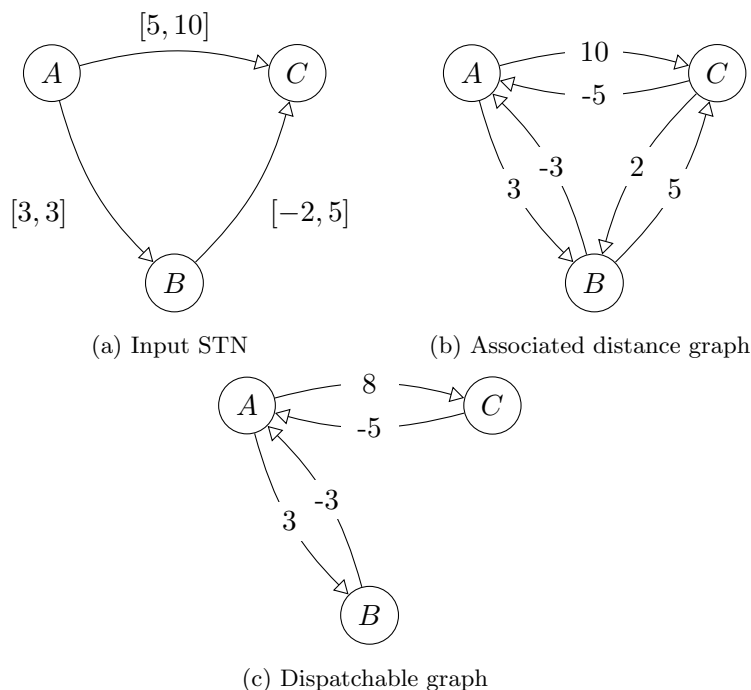 [5, 10]
A
C
[3, 3]
[−2, 5]
B
(a) Input STN
10
A
C
-5
3
-3
2
5
B
(b) Associated distance graph
8
A
C
-5
3
-3
B
(c) Dispatchable graph